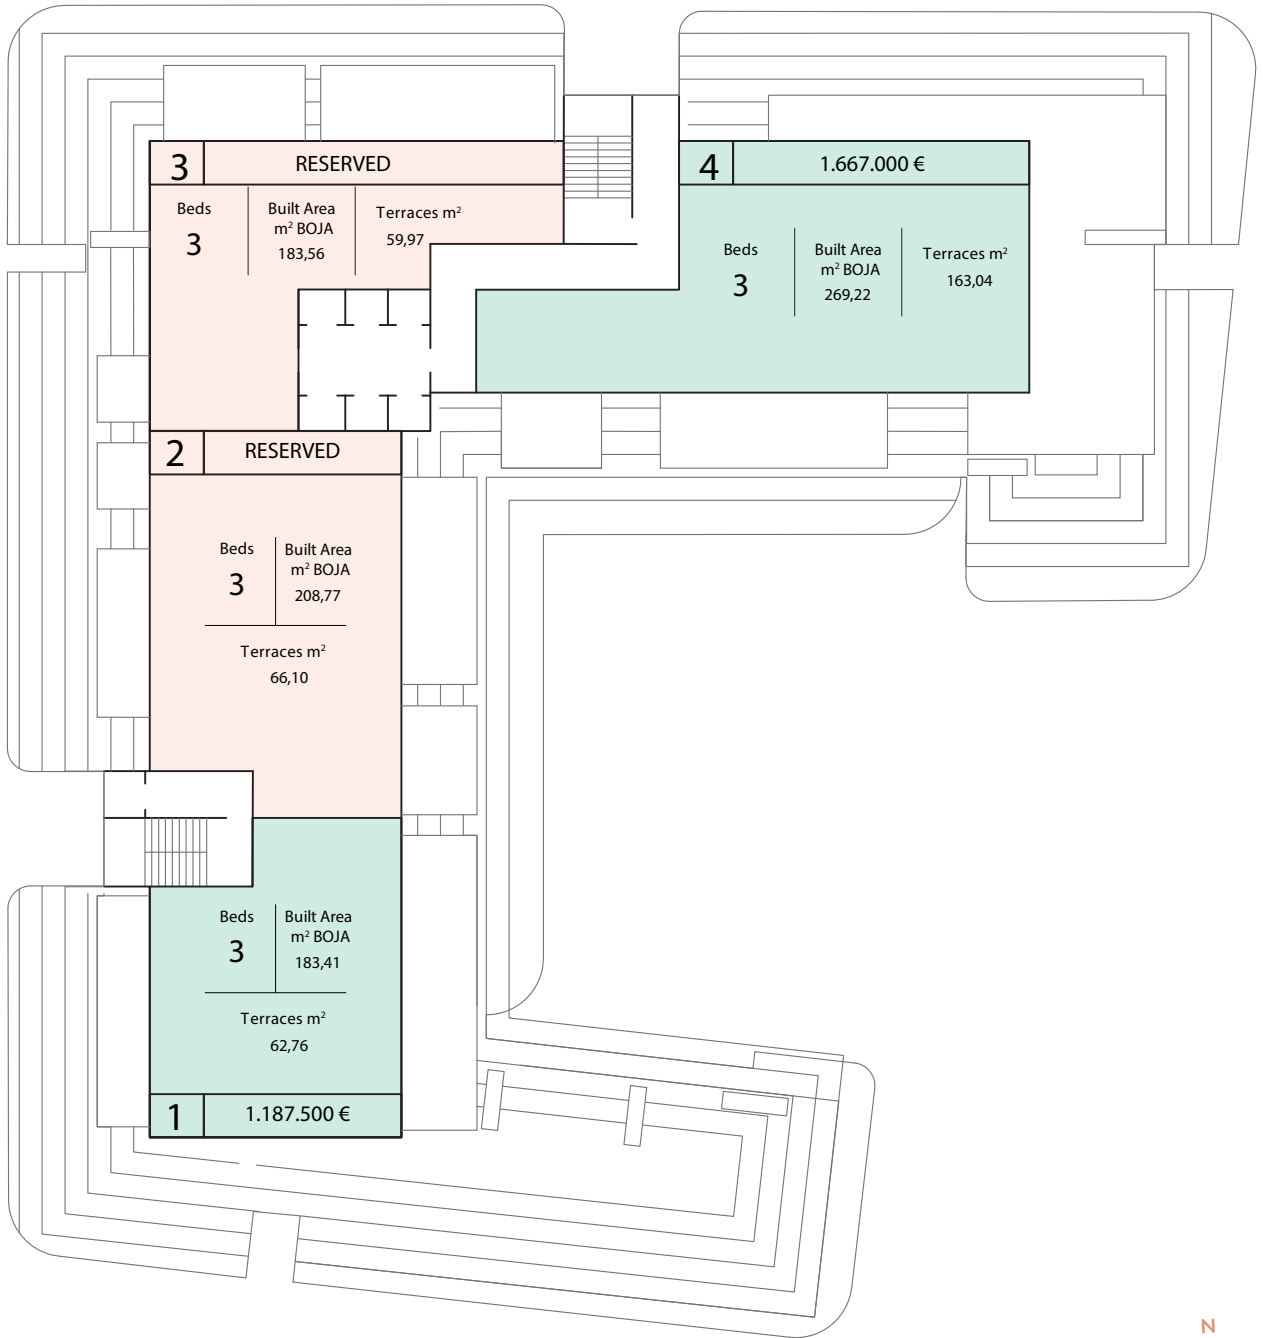 3 RESERVED
Beds
3
Built Area
m² BOJA
183,56
Terraces m²
59,97
4 1.667.000 €
Beds
3
Built Area
m² BOJA
269,22
Terraces m²
163,04
2 RESERVED
Beds
3
Built Area
m² BOJA
208,77
Terraces m²
66,10
Beds
3
Built Area
m² BOJA
183,41
Terraces m²
62,76
1 1.187.500 €
N